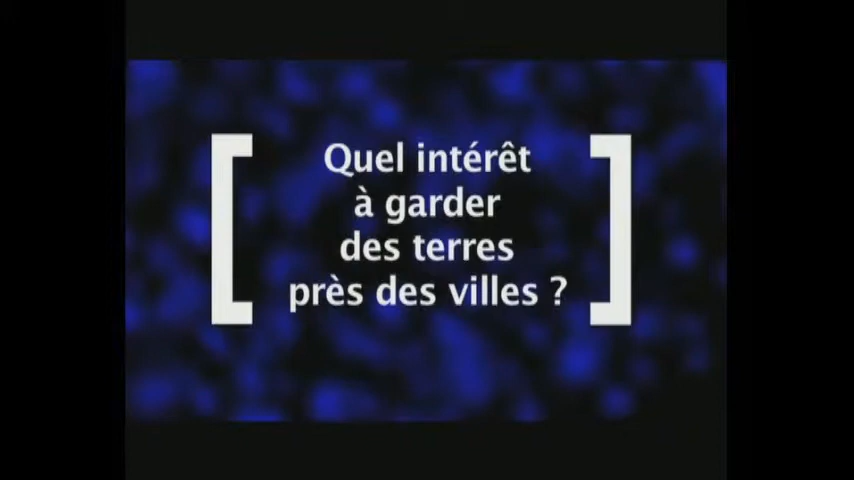 Quel intérêt
à garder
des terres
près des villes ?